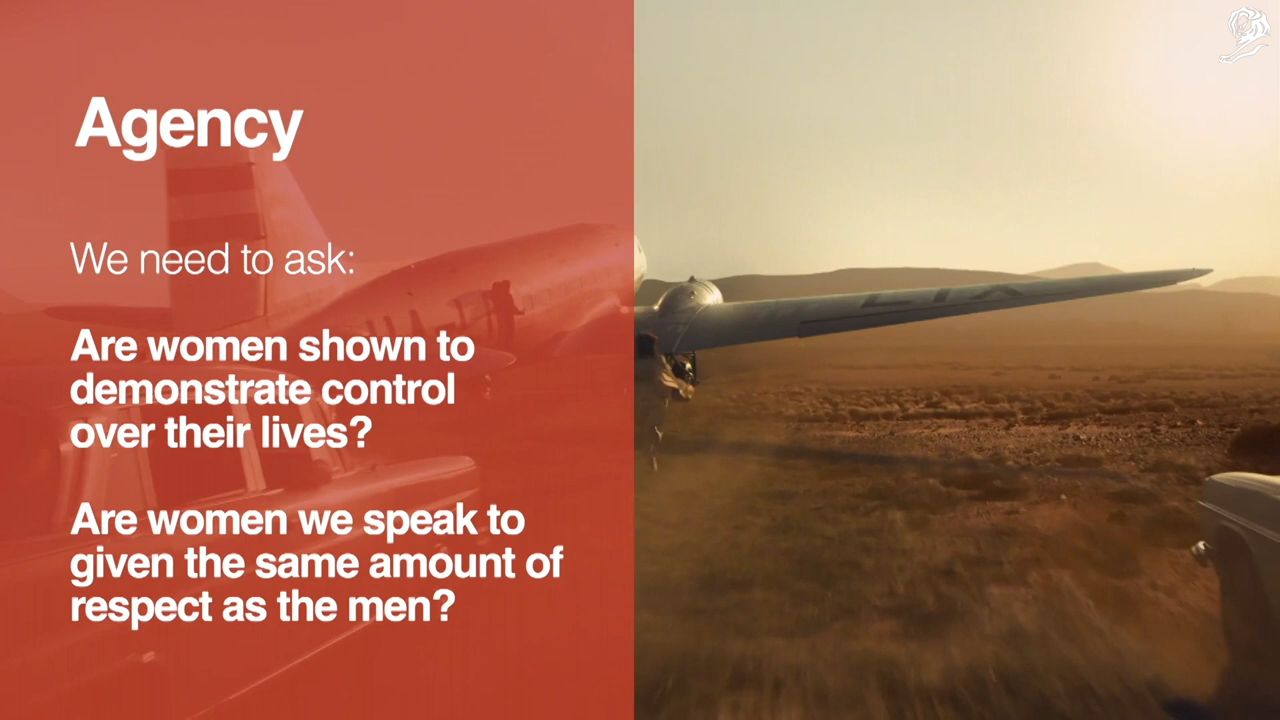 Agency
We need to ask:
Are women shown to
demonstrate control
over their lives?
Are women we speak to
given the same amount of
respect as the men?